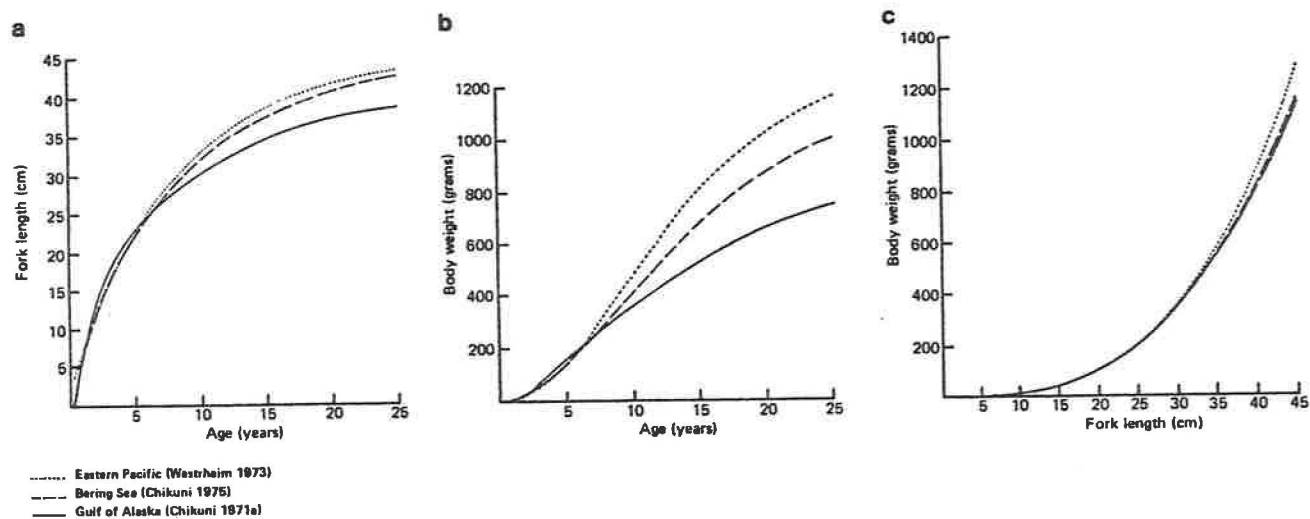 a
45
40
35
30
25
20
15
10
5
Fork length (cm)
5 10 15 20 25
Age (years)
b
1200
1000
800
600
400
200
Body weight (grams)
5 10 15 20 25
Age (years)
c
1400
1200
1000
800
600
400
200
Body weight (grams)
5 10 15 20 25 30 35 40 45
Fork length (cm)
Eastern Pacific (Westrheim 1973)
Bering Sea (Chikuni 1975)
Gulf of Alaska (Chikuni 1971a)